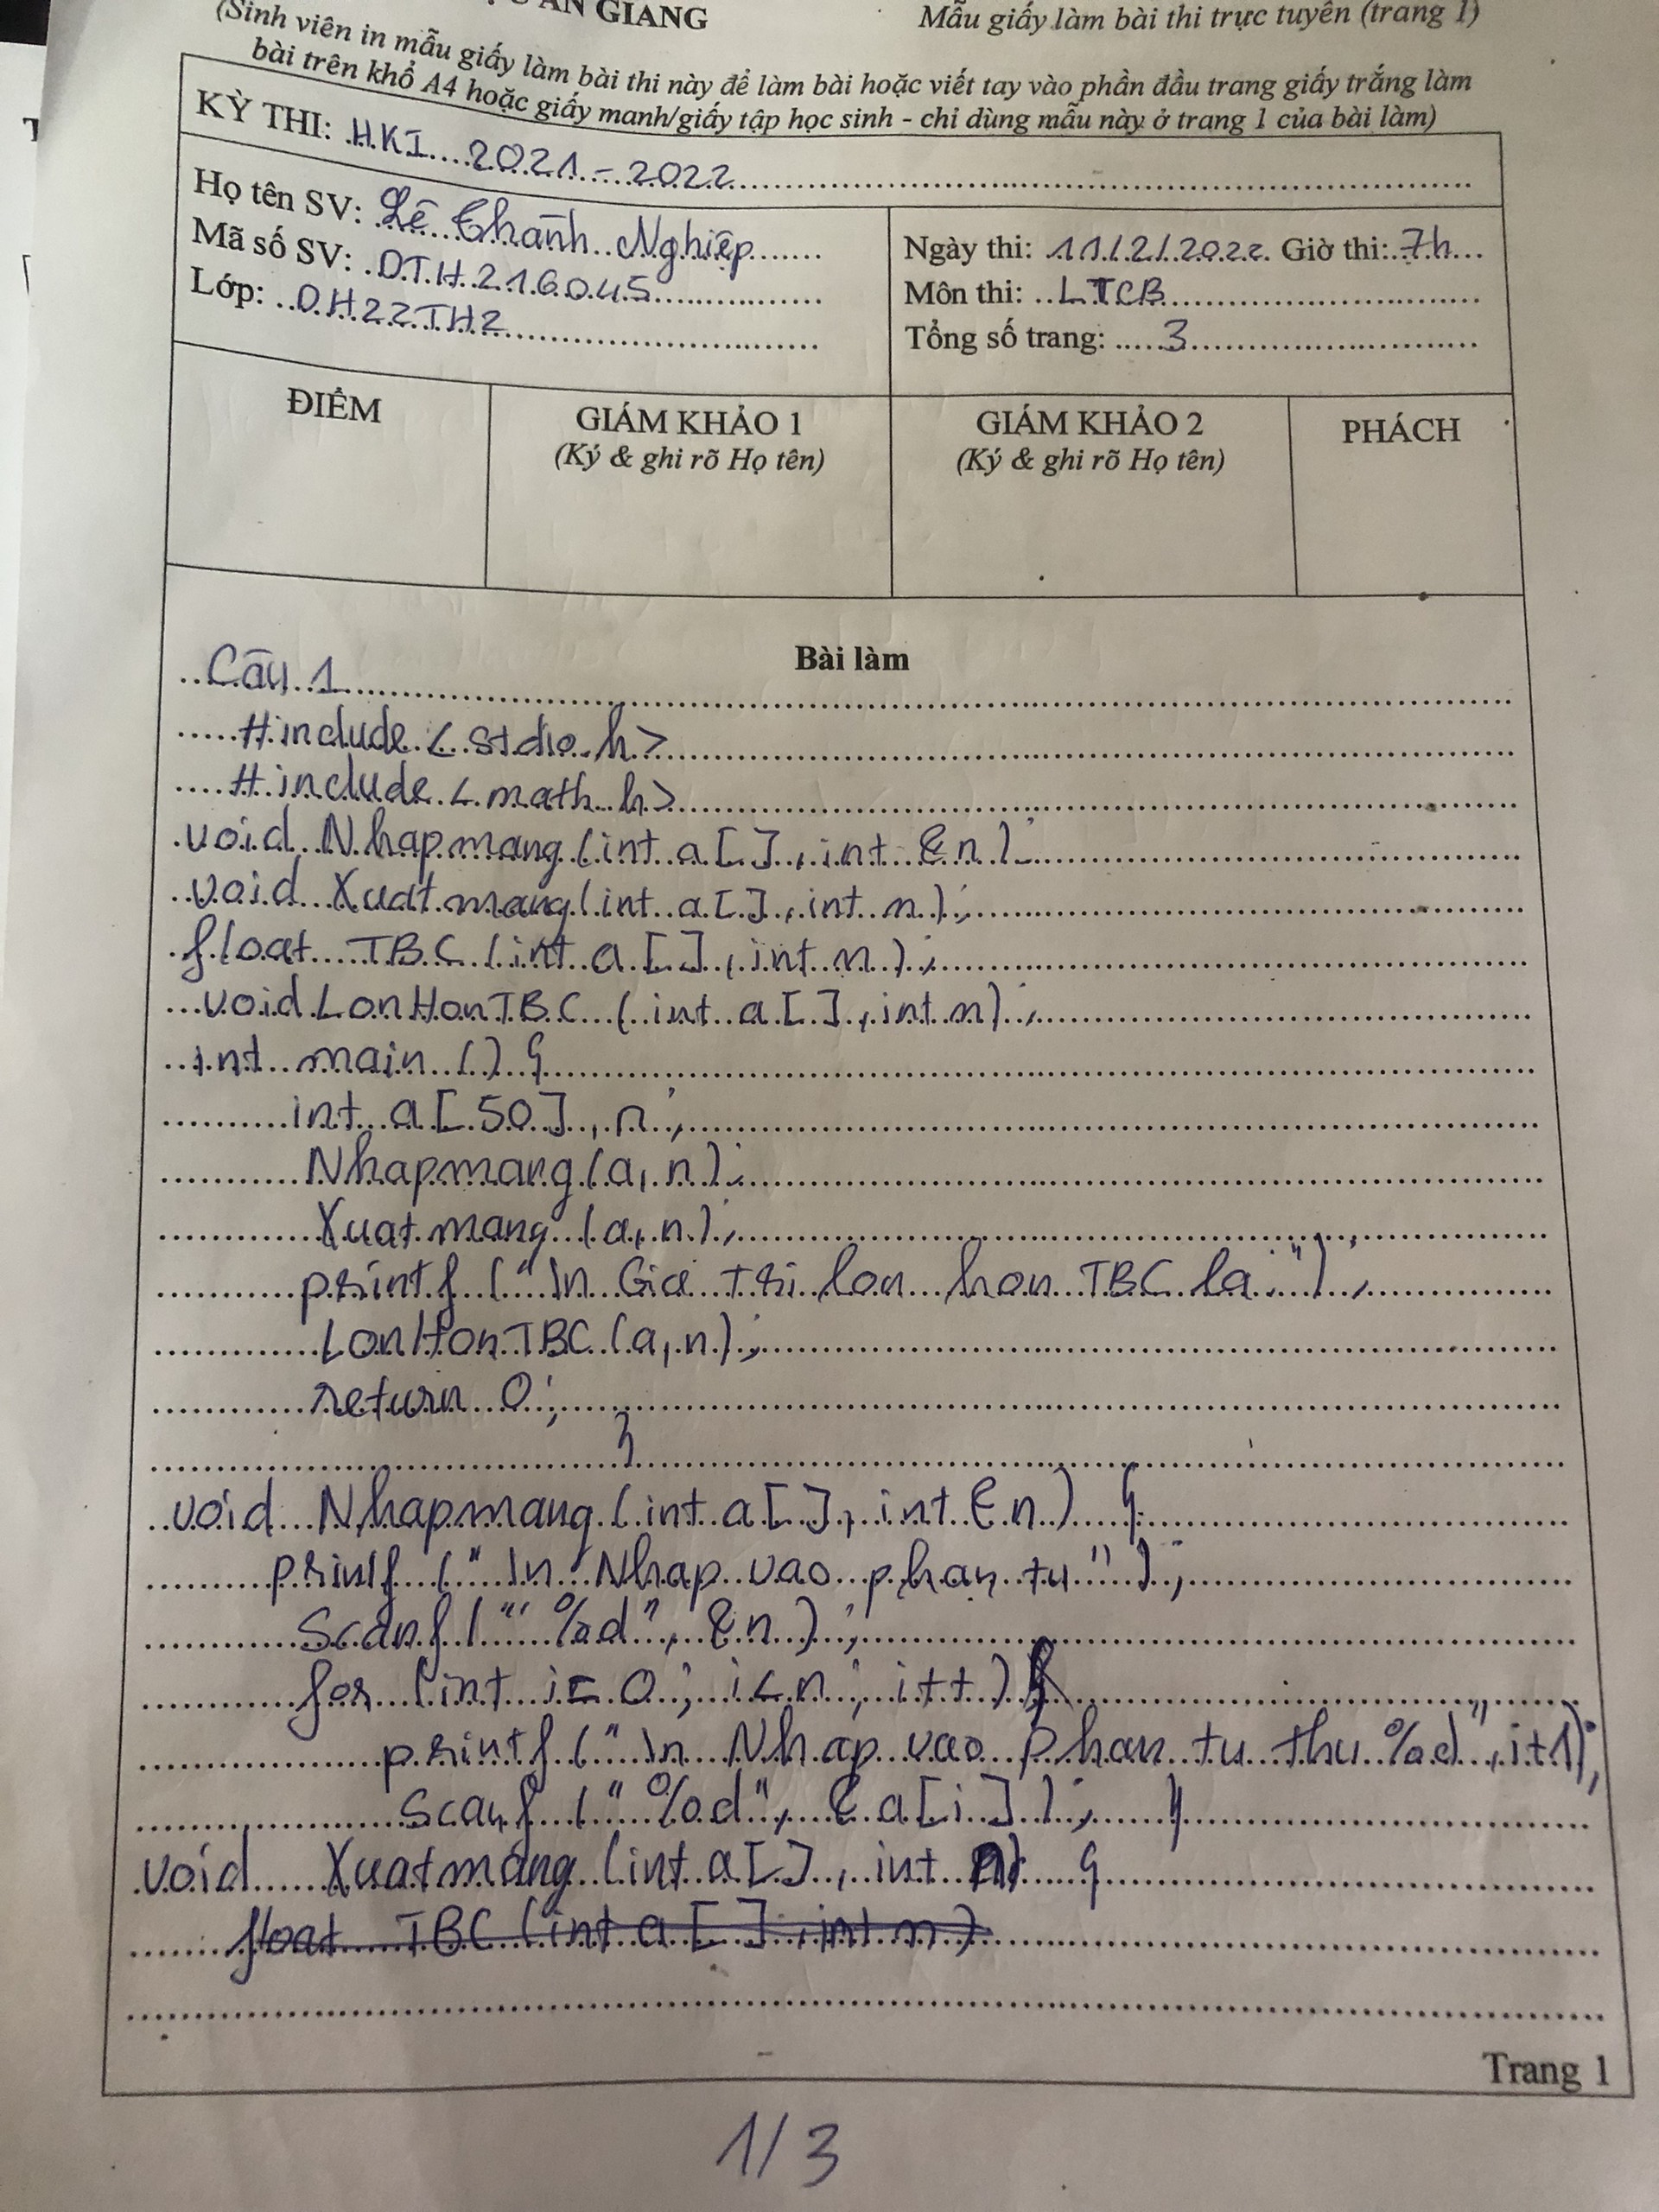 AN GIANG
Mẫu giấy làm bài thi trực tuyến (trang 1)
(Sinh viên in mẫu giấy làm bài thi này để làm bài hoặc viết tay vào phần đầu trang giấy trắng làm
bài trên khổ A4 hoặc giấy manh/giấy tập học sinh - chỉ dùng mẫu này ở trang 1 của bài làm)
KỲ THI: HKI 2021 - 2022
Họ tên SV: Lê Thành Nghiệp
Mã số SV: DTH216045
Lớp: DH22TH2
Ngày thi: 11/2/2022 Giờ thi: 7h
Môn thi: LTCB
Tổng số trang: 3
ĐIỂM
GIÁM KHẢO 1
(Ký & ghi rõ Họ tên)
GIÁM KHẢO 2
(Ký & ghi rõ Họ tên)
PHÁCH
Bài làm
Câu 1
#include < stdio.h>
#include < math.h>
void Nhapmang (int a[], int &n);
void Xuatmang (int a[], int n);
float TBC (int a[], int n);
void LonHonTBC (int a[], int n);
int main () {
int a[50], n;
Nhapmang (a, n);
Xuatmang (a, n);
printf ("\n Gia tri lon hon TBC la:");
LonHonTBC (a, n);
return 0;
}
void Nhapmang (int a[], int &n) {
printf ("\n Nhap vao phan tu");
Scanf ("%d", &n);
for (int i = 0; i < n; i++) {
printf ("\n Nhap vao phan tu thu %d", i+1);
Scanf ("%d", &a[i]); }
void Xuatmang (int a[], int n) {
float TBC (int a[], int n)
Trang 1
1/3